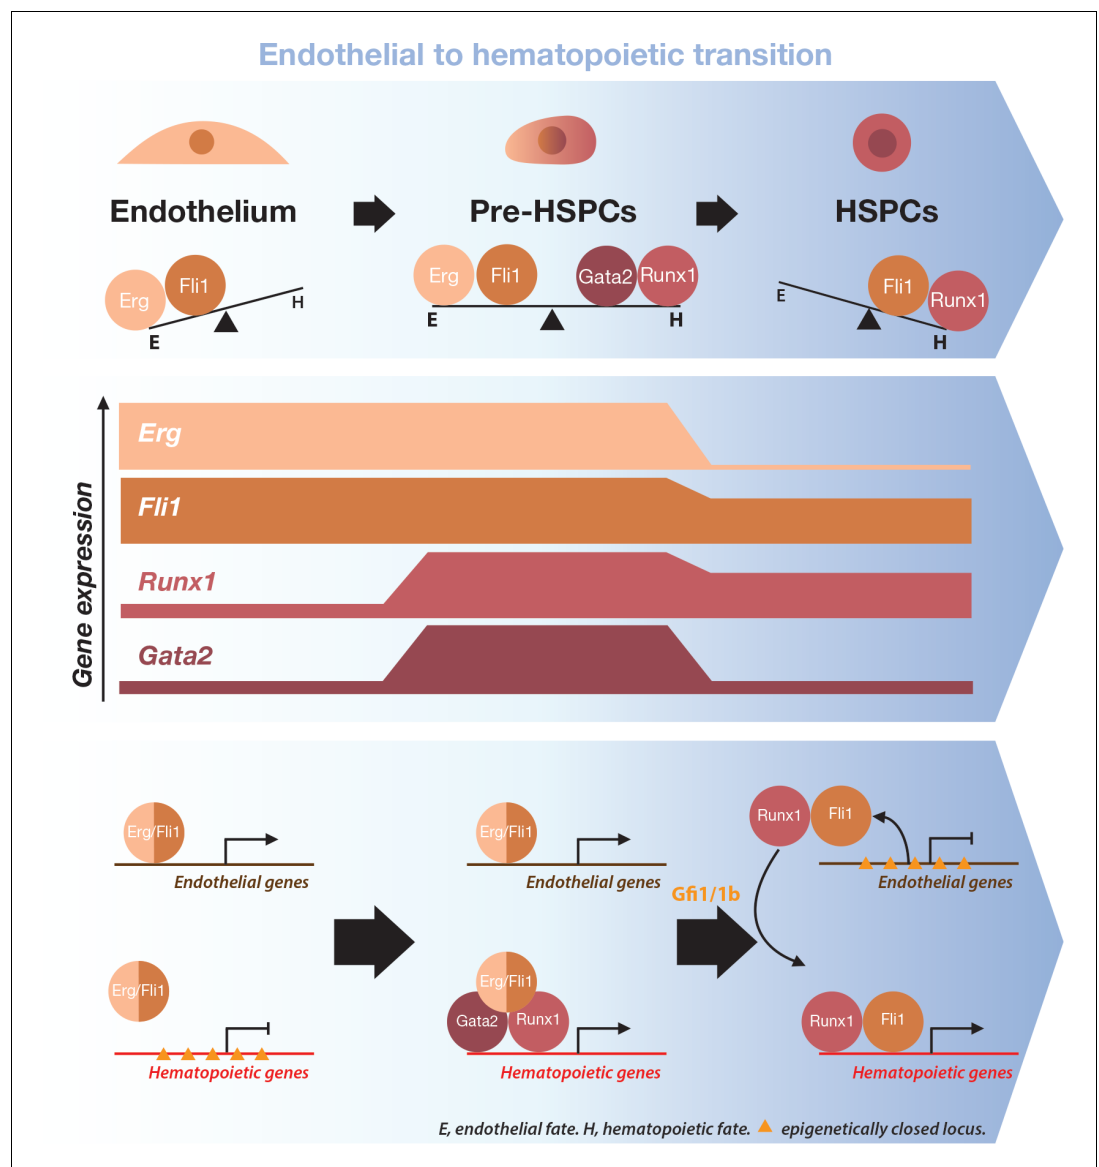 Endothelial to hematopoietic transition
Endothelium
Pre-HSPCs
HSPCs
Erg
Fli1
E
H
Erg
Fli1
Gata2
Runx1
E
H
E
Fli1
Runx1
H
Gene expression
Erg
Fli1
Runx1
Gata2
Erg/Fli1
Endothelial genes
Erg/Fli1
Endothelial genes
Runx1
Fli1
Endothelial genes
Gfi1/1b
Erg/Fli1
Hematopoietic genes
Erg/Fli1
Gata2
Runx1
Hematopoietic genes
Runx1
Fli1
Hematopoietic genes
E, endothelial fate. H, hematopoietic fate. epigenetically closed locus.